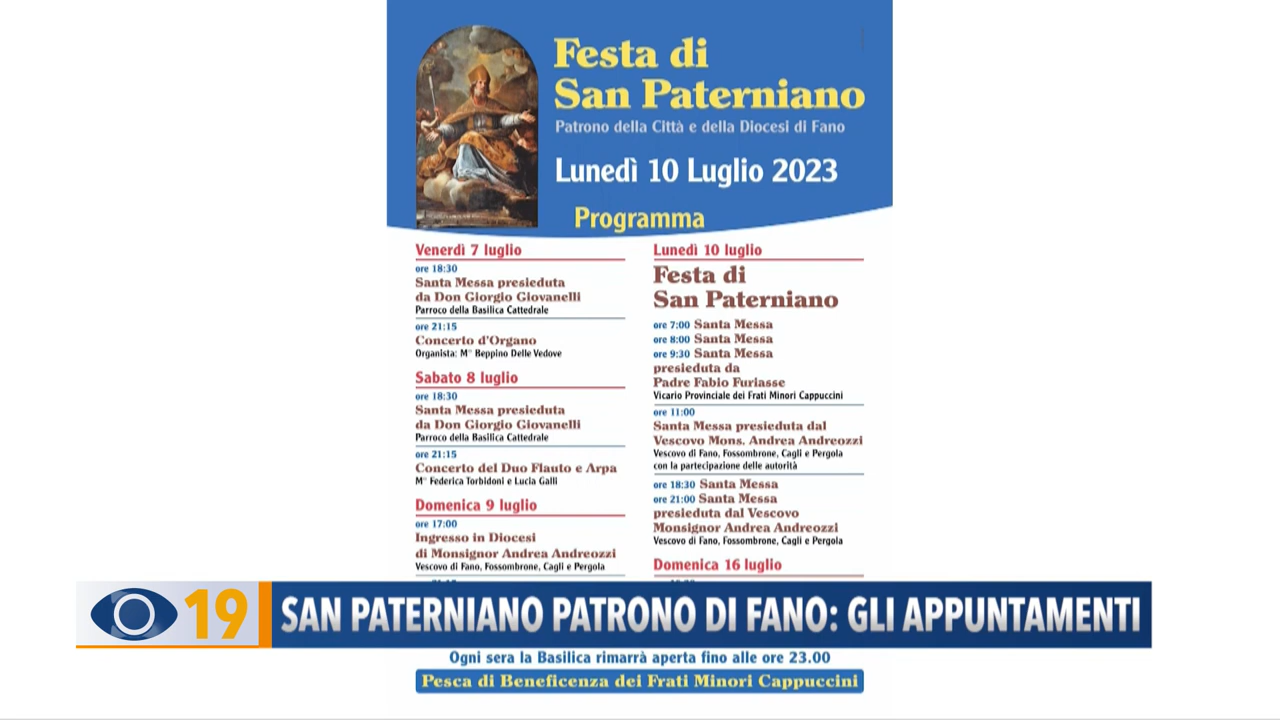 Festa di
San Paterniano
Patrono della Città e della Diocesi di Fano
Lunedì 10 Luglio 2023
Programma
Venerdì 7 luglio
ore 18:30
Santa Messa presieduta
da Don Giorgio Giovanelli
Parroco della Basilica Cattedrale
ore 21:15
Concerto d'Organo
Organista: M° Beppino Delle Vedove
Sabato 8 luglio
ore 18:30
Santa Messa presieduta
da Don Giorgio Giovanelli
Parroco della Basilica Cattedrale
ore 21:15
Concerto del Duo Flauto e Arpa
M° Federica Torbidoni e Lucia Galli
Domenica 9 luglio
ore 17:00
Ingresso in Diocesi
di Monsignor Andrea Andreozzi
Vescovo di Fano, Fossombrone, Cagli e Pergola
Lunedì 10 luglio
Festa di
San Paterniano
ore 7:00 Santa Messa
ore 8:00 Santa Messa
ore 9:30 Santa Messa
presieduta da
Padre Fabio Furiasse
Vicario Provinciale dei Frati Minori Cappuccini
ore 11:00
Santa Messa presieduta dal
Vescovo Mons. Andrea Andreozzi
Vescovo di Fano, Fossombrone, Cagli e Pergola
con la partecipazione delle autorità
ore 18:30 Santa Messa
ore 21:00 Santa Messa
presieduta dal Vescovo
Monsignor Andrea Andreozzi
Vescovo di Fano, Fossombrone, Cagli e Pergola
Domenica 16 luglio
19
SAN PATERNIANO PATRONO DI FANO: GLI APPUNTAMENTI
Ogni sera la Basilica rimarrà aperta fino alle ore 23.00
Pesca di Beneficenza dei Frati Minori Cappuccini